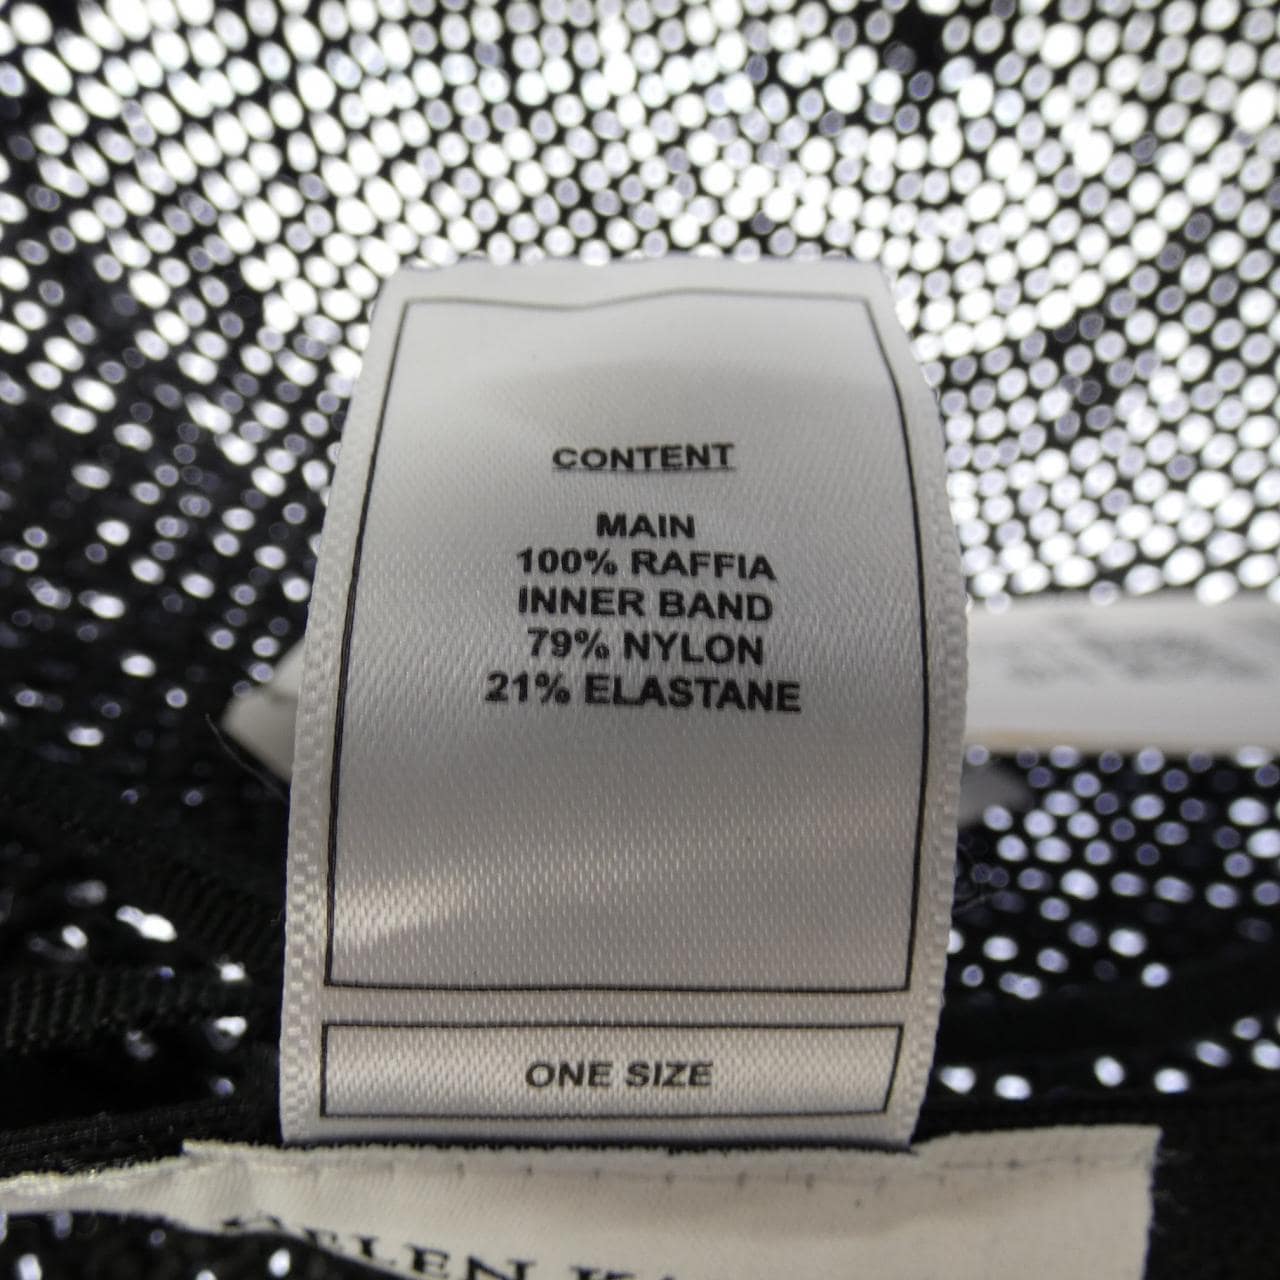 CONTENT
MAIN
100% RAFFIA
INNER BAND
79% NYLON
21% ELASTANE
ONE SIZE